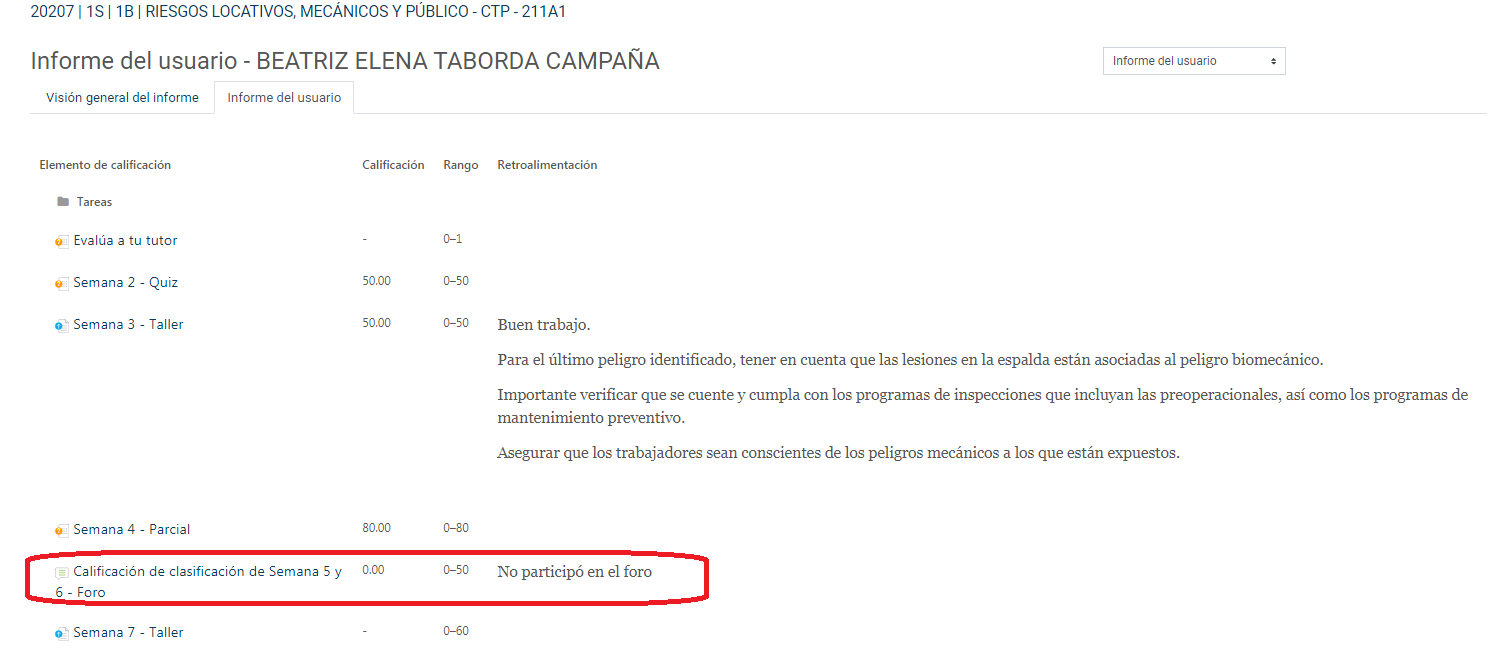 20207 | 1S | 1B | RIESGOS LOCATIVOS, MECÁNICOS Y PÚBLICO - CTP - 211A1
Informe del usuario - BEATRIZ ELENA TABORDA CAMPAÑA
Informe del usuario
Visión general del informe
Informe del usuario
Elemento de calificación Calificación Rango Retroalimentación
Tareas
Evalúa a tu tutor - 0–1
Semana 2 - Quiz 50.00 0–50
Semana 3 - Taller 50.00 0–50 Buen trabajo.
Para el último peligro identificado, tener en cuenta que las lesiones en la espalda están asociadas al peligro biomecánico.
Importante verificar que se cuente y cumpla con los programas de inspecciones que incluyan las preoperacionales, así como los programas de
mantenimiento preventivo.
Asegurar que los trabajadores sean conscientes de los peligros mecánicos a los que están expuestos.
Semana 4 - Parcial 80.00 0–80
Calificación de clasificación de Semana 5 y 0.00 0–50 No participó en el foro
6 - Foro
Semana 7 - Taller - 0–60